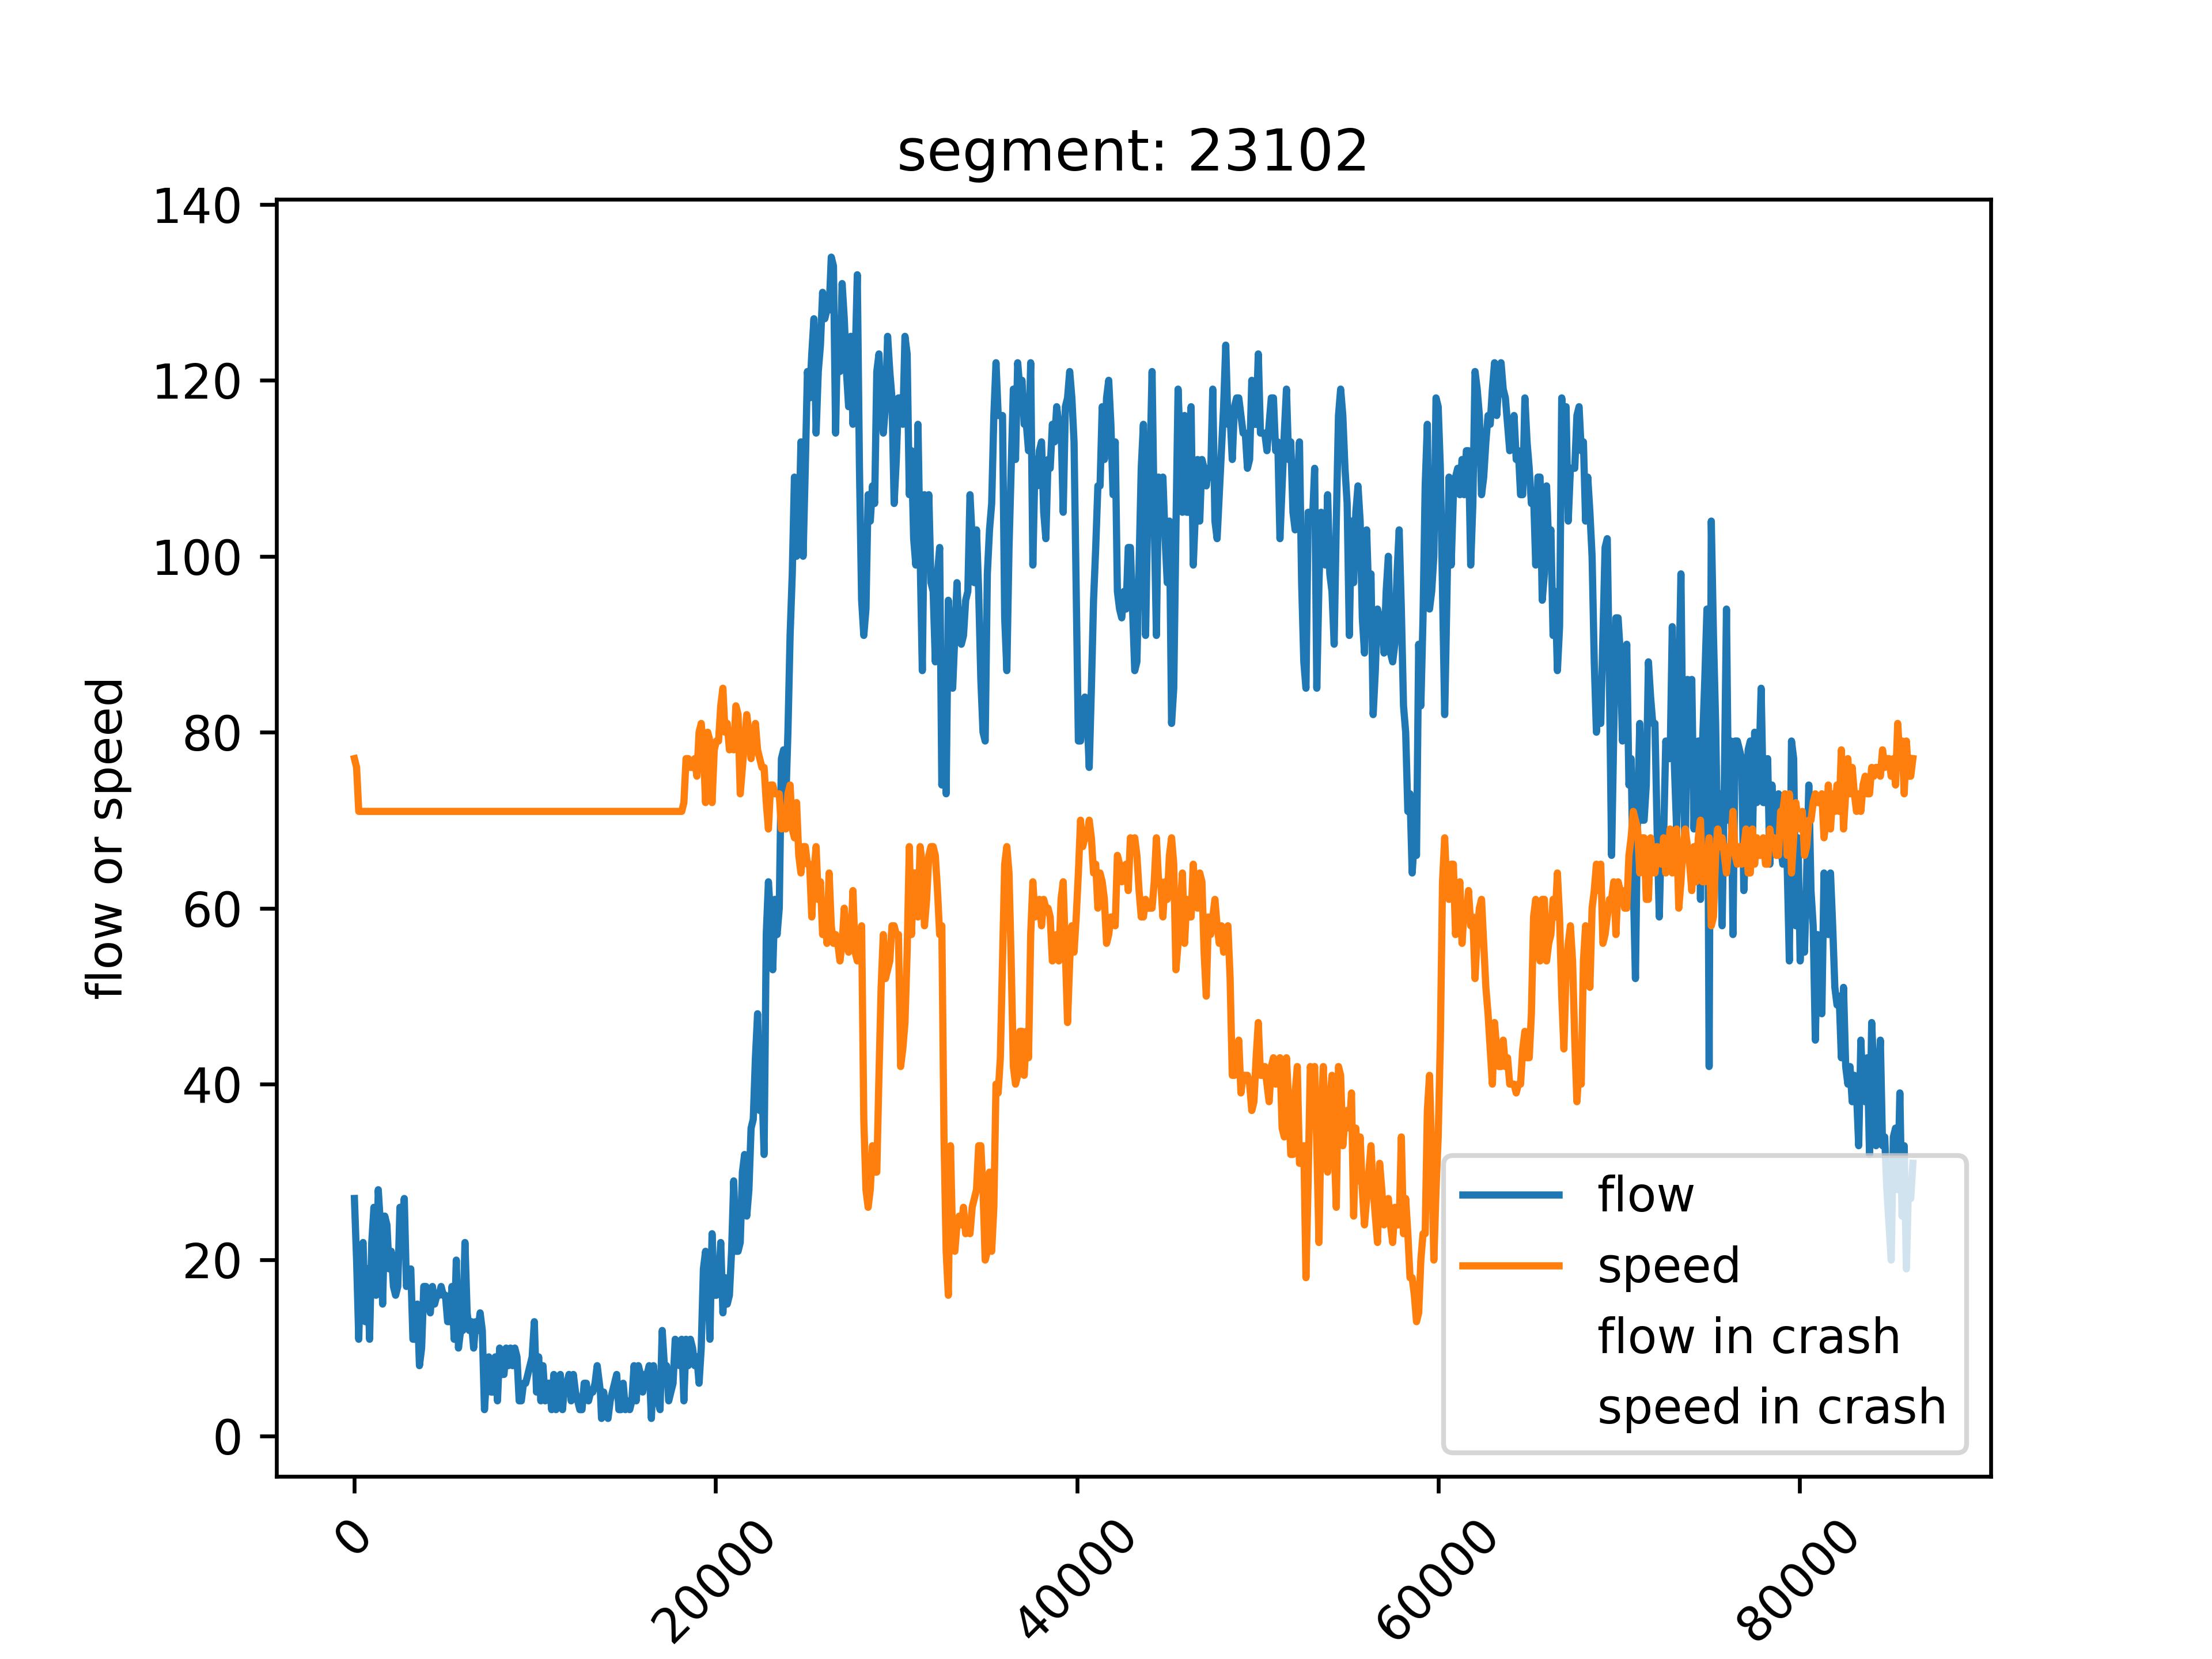 segment: 23102
flow or speed
140
120
100
80
60
40
20
0
0
20000
40000
60000
80000
flow
speed
flow in crash
speed in crash